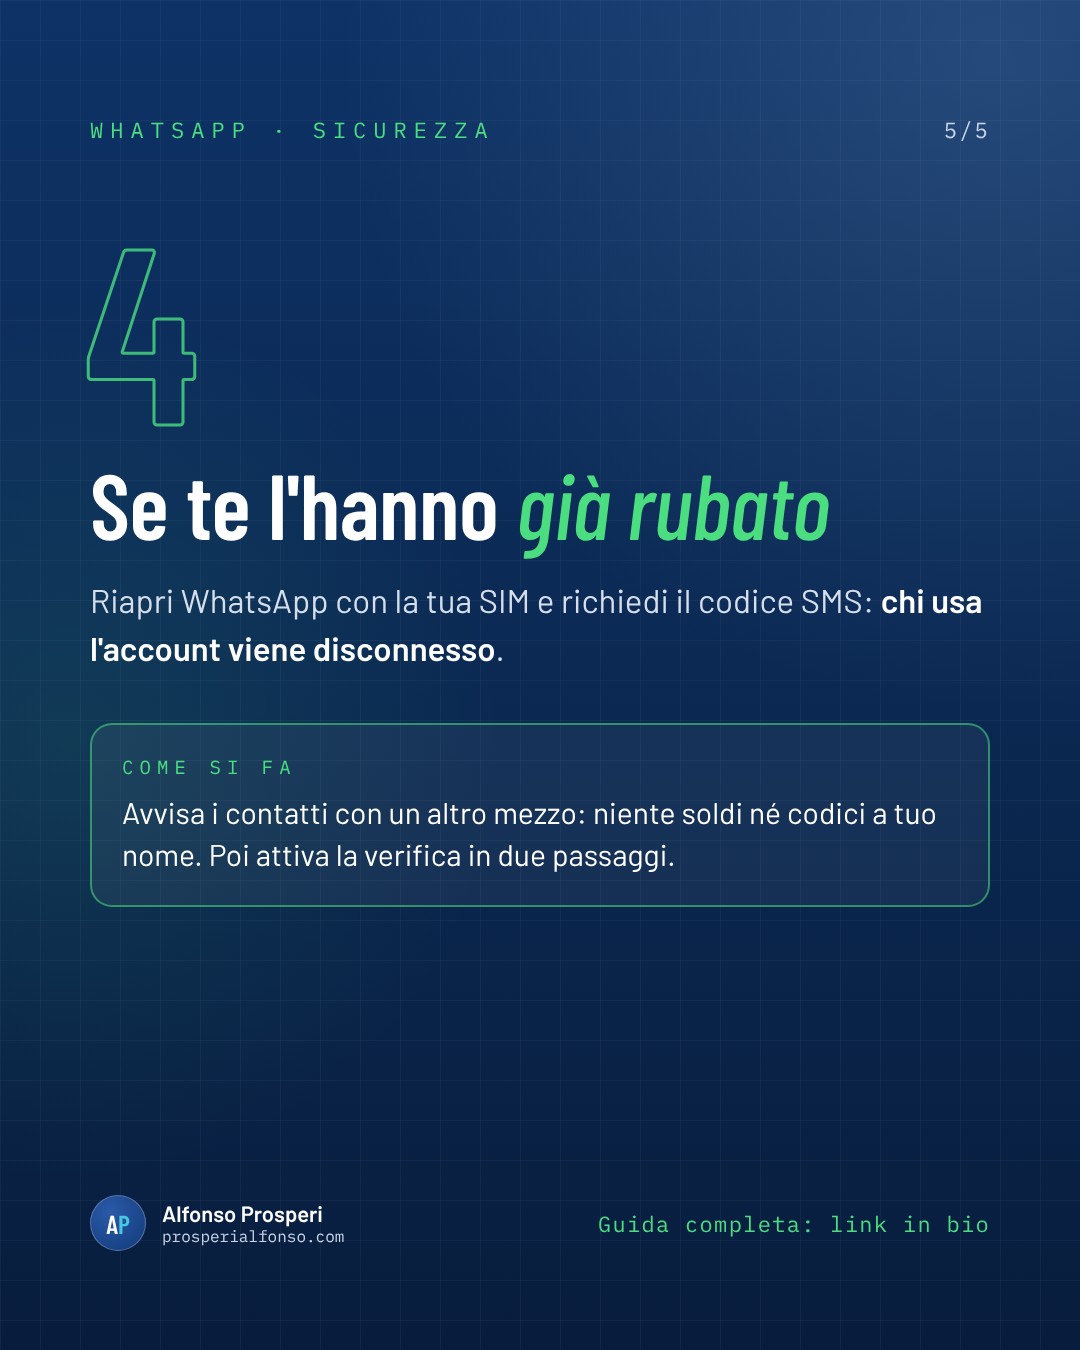 WHATSAPP · SICUREZZA
5/5
4
Se te l'hanno già rubato
Riapri WhatsApp con la tua SIM e richiedi il codice SMS: chi usa
l'account viene disconnesso.
COME SI FA
Avvisa i contatti con un altro mezzo: niente soldi né codici a tuo
nome. Poi attiva la verifica in due passaggi.
AP
Alfonso Prosperi
prosperialfonso.com
Guida completa: link in bio